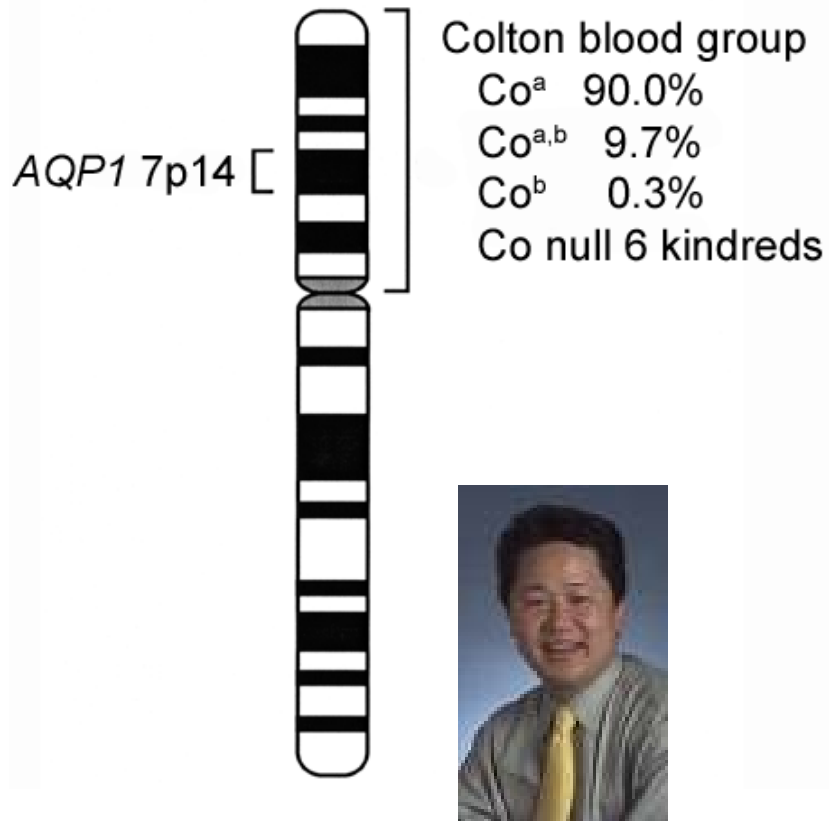 Colton blood group
Coᵃ 90.0%
Coᵃ,ᵇ 9.7%
Coᵇ 0.3%
Co null 6 kindreds
AQP1 7p14